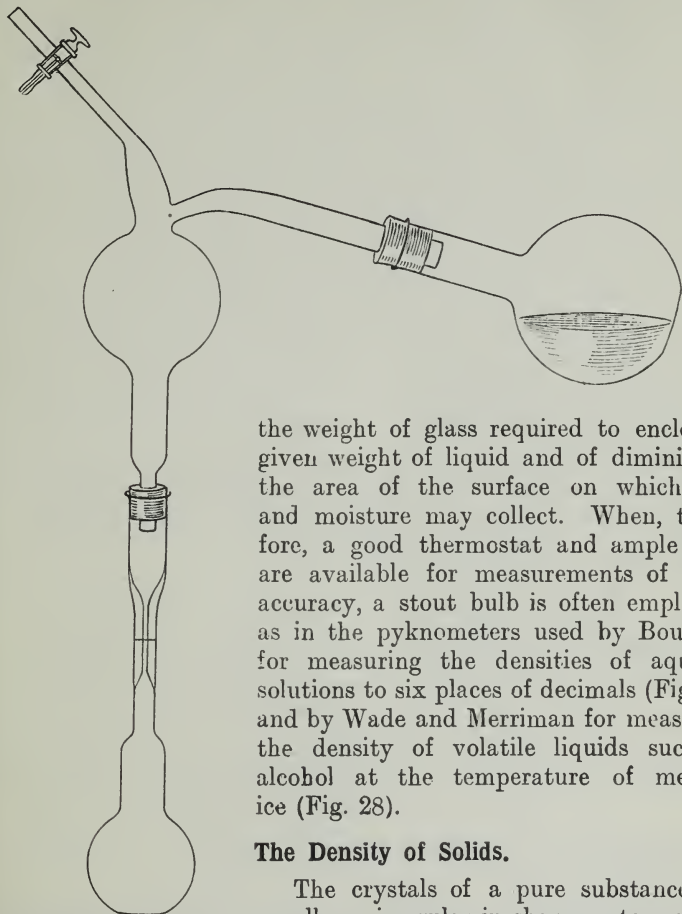 the weight of glass required to encl
given weight of liquid and of dimini
the area of the surface on which
and moisture may collect. When, t
fore, a good thermostat and ample
are available for measurements of
accuracy, a stout bulb is often empl
as in the pyknometers used by Bou
for measuring the densities of aqu
solutions to six places of decimals (Fig
and by Wade and Merriman for meas
the density of volatile liquids suc
alcohol at the temperature of me
ice (Fig. 28).
The Density of Solids.
The crystals of a pure substance